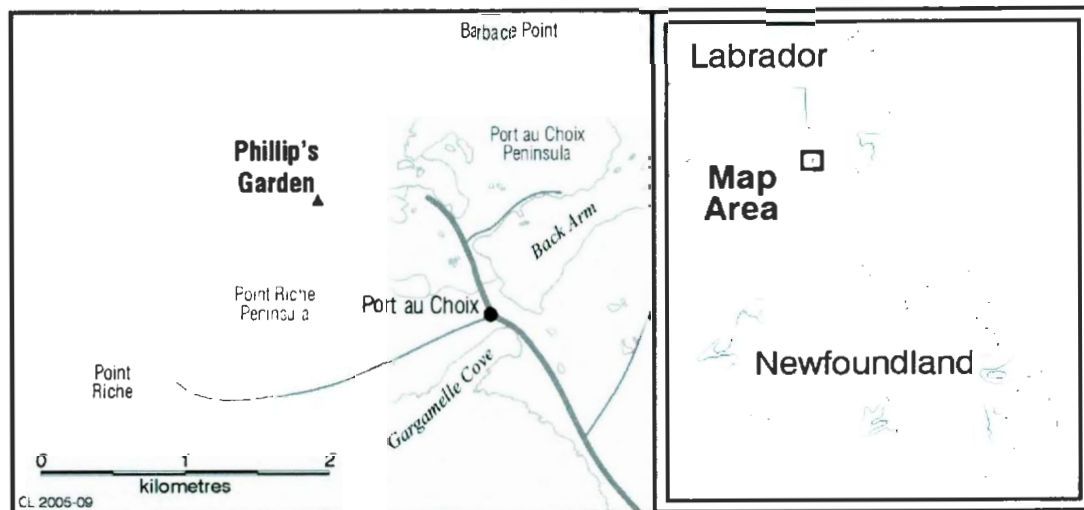 Barbace Point
Port au Choix
Peninsula
Phillip's
Garden
Back Arm
Point Riche
Peninsula
Port au Choix
Point
Riche
Gargamelle Cove
0 1 2
kilometres
CL 2005-09
Labrador
Map
Area
Newfoundland